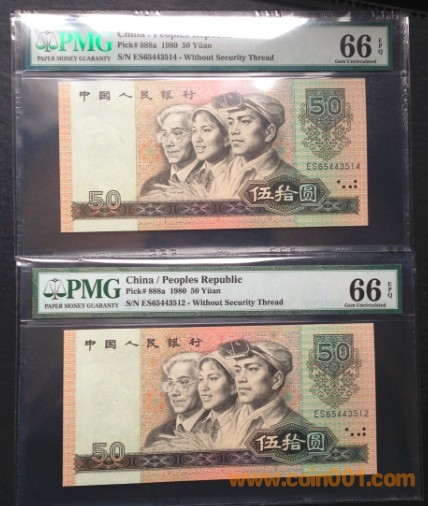 PMG
PAPER MONEY GUARANTY
China / Peoples Republic
Pick# 888a 1980 50 Yüan
S/N ES65443514 - Without Security Thread
66 EPQ
Gem Uncirculated
中国人民银行
50
ES65443514
50
伍拾圆
PMG
PAPER MONEY GUARANTY
China / Peoples Republic
Pick# 888a 1980 50 Yüan
S/N ES65443512 - Without Security Thread
66 EPQ
Gem Uncirculated
中国人民银行
50
ES65443512
50
伍拾圆
www.coin001.com